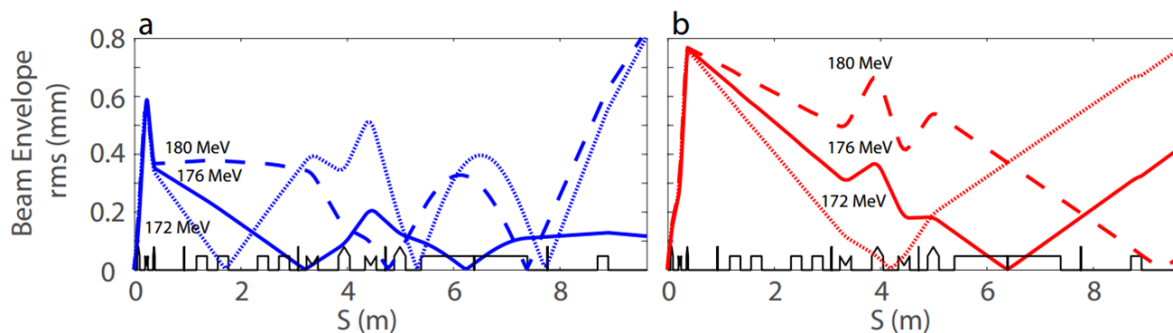 a
b
Beam Envelope
rms (mm)
0.8
0.6
0.4
0.2
0
180 MeV
176 MeV
172 MeV
180 MeV
176 MeV
172 MeV
0 2 4 6 8
0 2 4 6 8
S (m)
S (m)